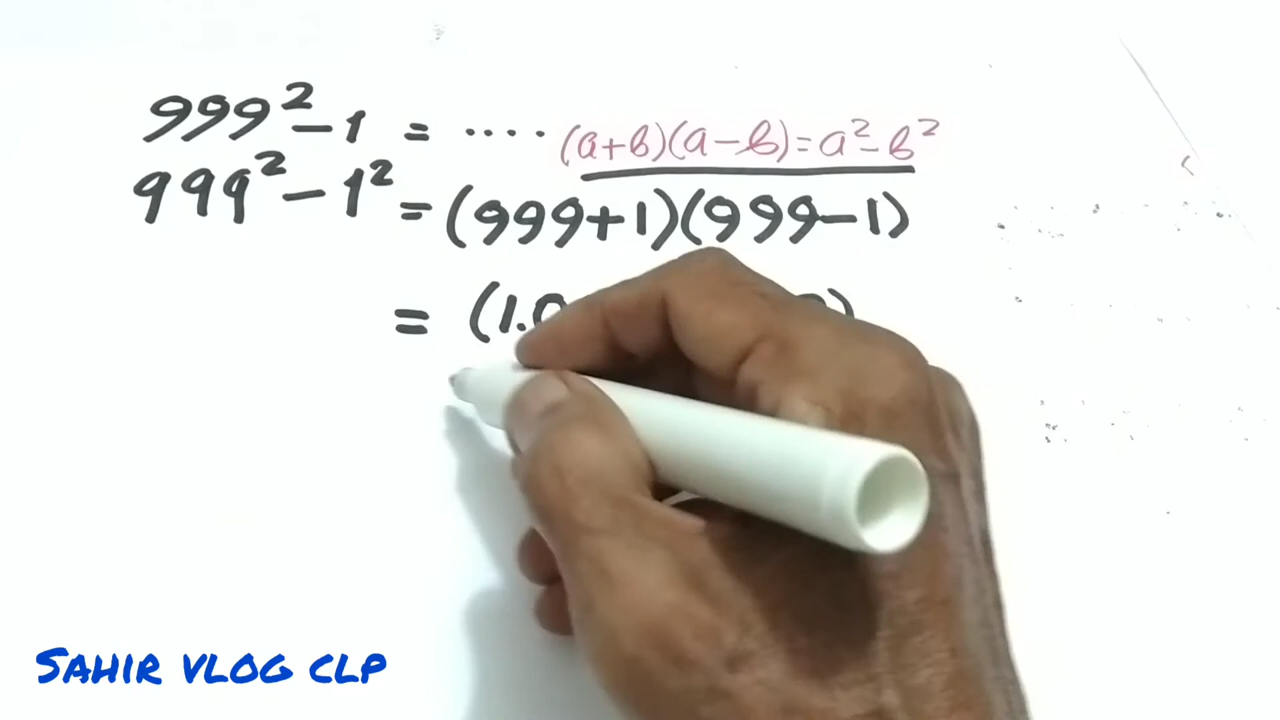 999² - 1 = .... (a+b)(a-b) = a² - b²
999² - 1² = (999+1)(999-1)
= (1.0
SAHIR VLOG CLP